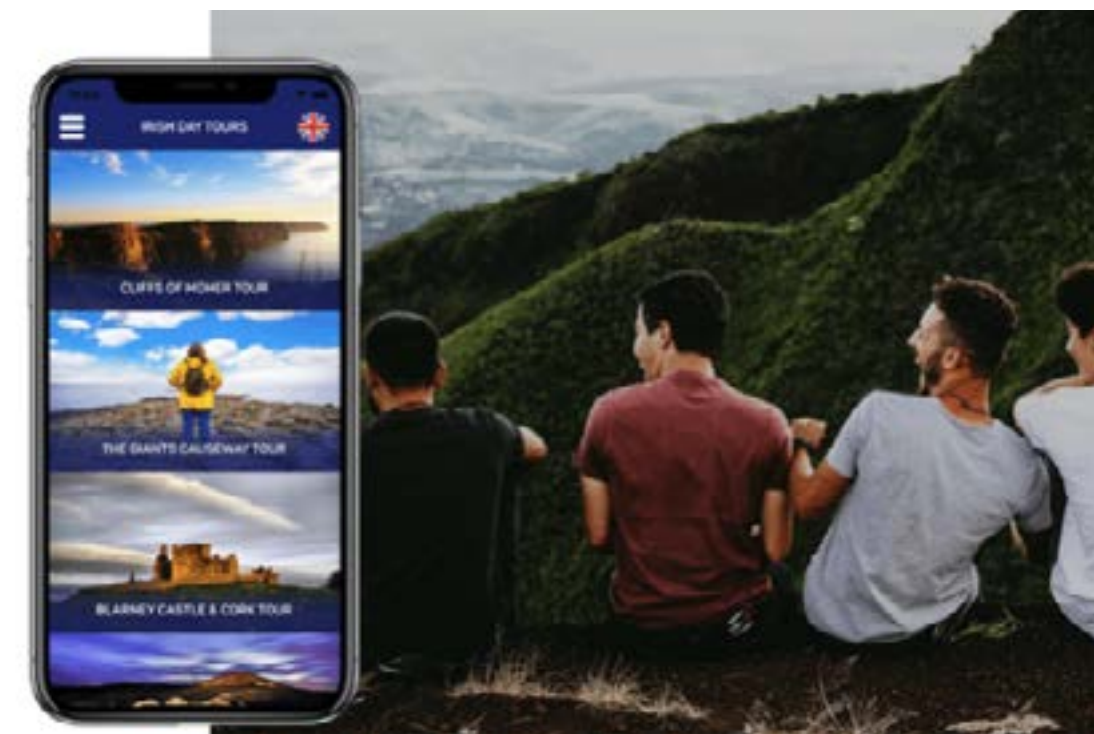 IRISH DAY TOURS
CLIFFS OF MOHER TOUR
THE GIANTS CAUSEWAY TOUR
BLARNEY CASTLE & CORK TOUR